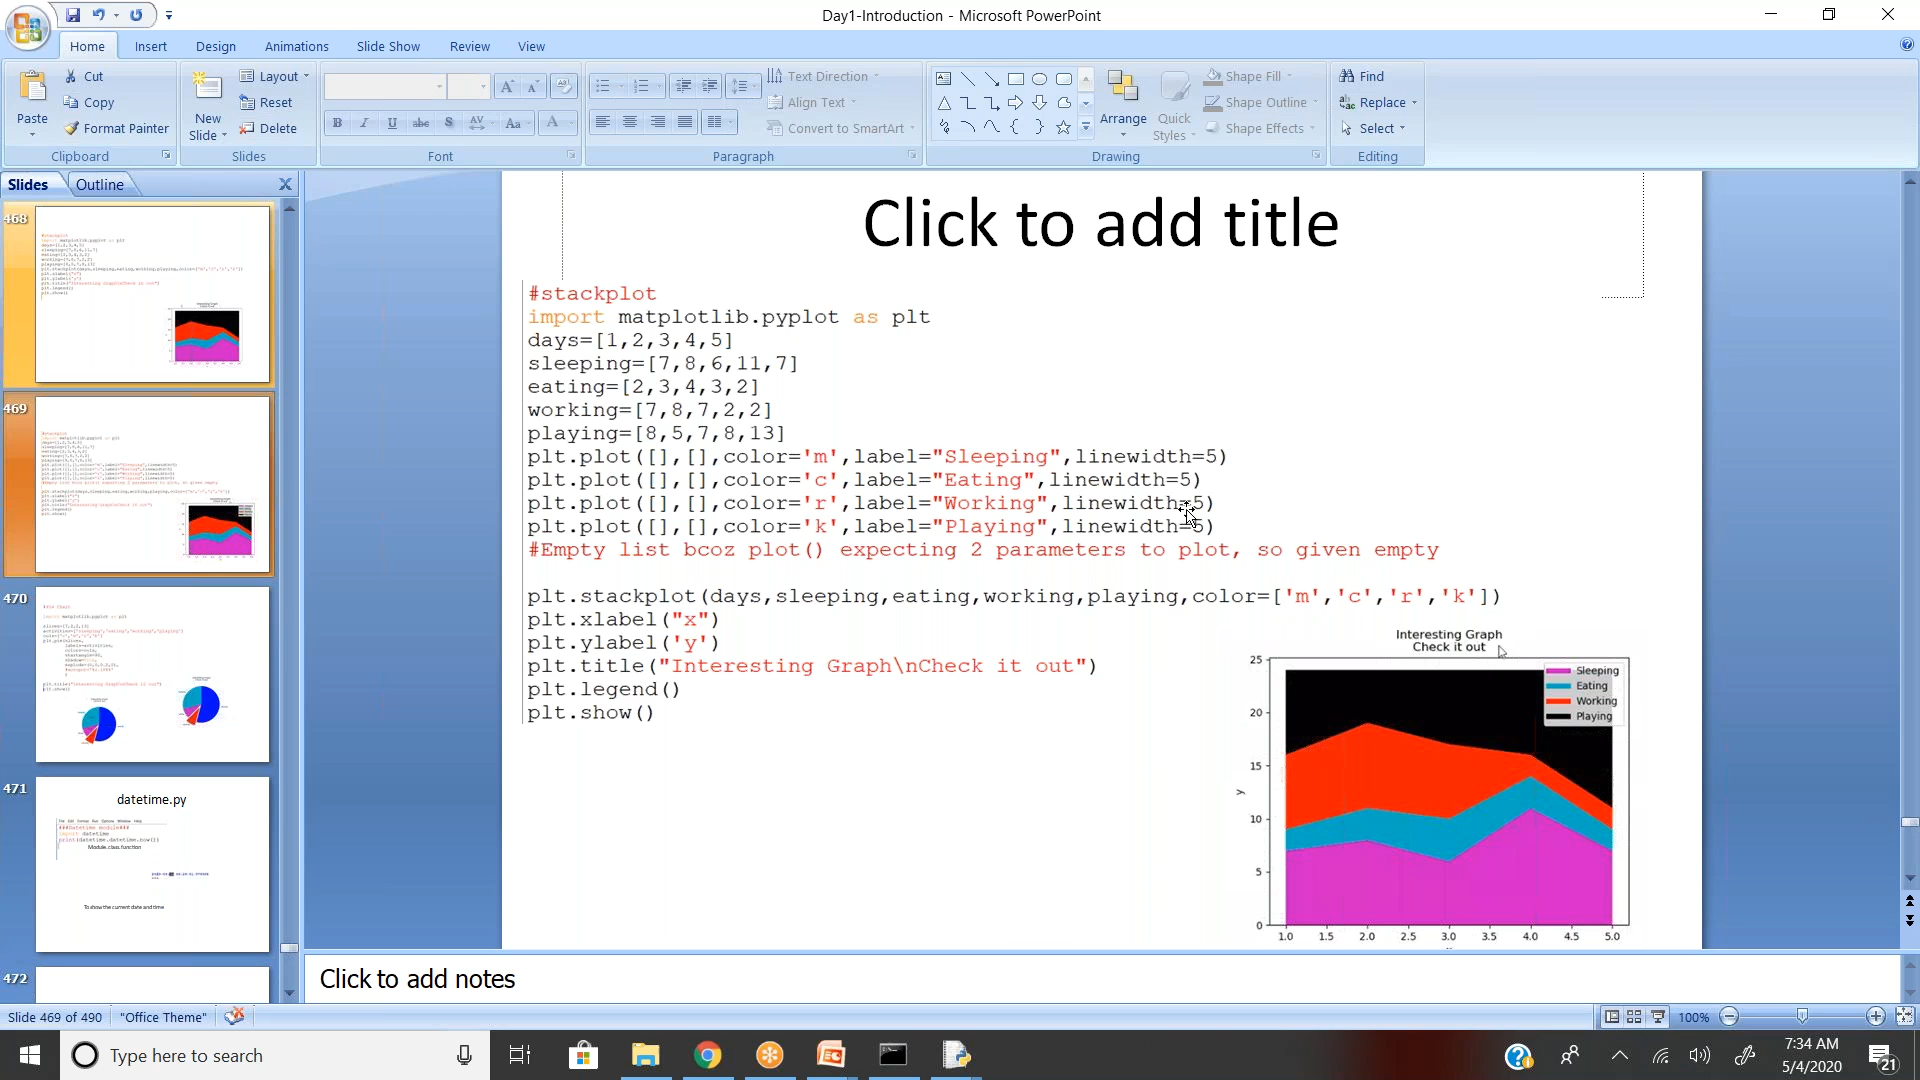 Day1-Introduction - Microsoft PowerPoint
Home Insert Design Animations Slide Show Review View
Paste
Cut
Copy
Format Painter
Clipboard
New Slide
Layout
Reset
Delete
Slides
Font
Text Direction
Align Text
Convert to SmartArt
Paragraph
Arrange
Quick Styles
Shape Fill
Shape Outline
Shape Effects
Drawing
Find
Replace
Select
Editing
Slides Outline
468
469
470
471
datetime.py
Module.class.function
To show the current date and time
472
Click to add title
#stackplot
import matplotlib.pyplot as plt
days=[1,2,3,4,5]
sleeping=[7,8,6,11,7]
eating=[2,3,4,3,2]
working=[7,8,7,2,2]
playing=[8,5,7,8,13]
plt.plot([],[],color='m',label="Sleeping",linewidth=5)
plt.plot([],[],color='c',label="Eating",linewidth=5)
plt.plot([],[],color='r',label="Working",linewidth=5)
plt.plot([],[],color='k',label="Playing",linewidth=5)
#Empty list bcoz plot() expecting 2 parameters to plot, so given empty
plt.stackplot(days,sleeping,eating,working,playing,color=['m','c','r','k'])
plt.xlabel("x")
plt.ylabel('y')
plt.title("Interesting Graph\nCheck it out")
plt.legend()
plt.show()
Interesting Graph
Check it out
Sleeping
Eating
Working
Playing
25
20
15
10
5
0
y
1.0 1.5 2.0 2.5 3.0 3.5 4.0 4.5 5.0
Click to add notes
Slide 469 of 490 "Office Theme" 100%
Type here to search
7:34 AM
5/4/2020
21